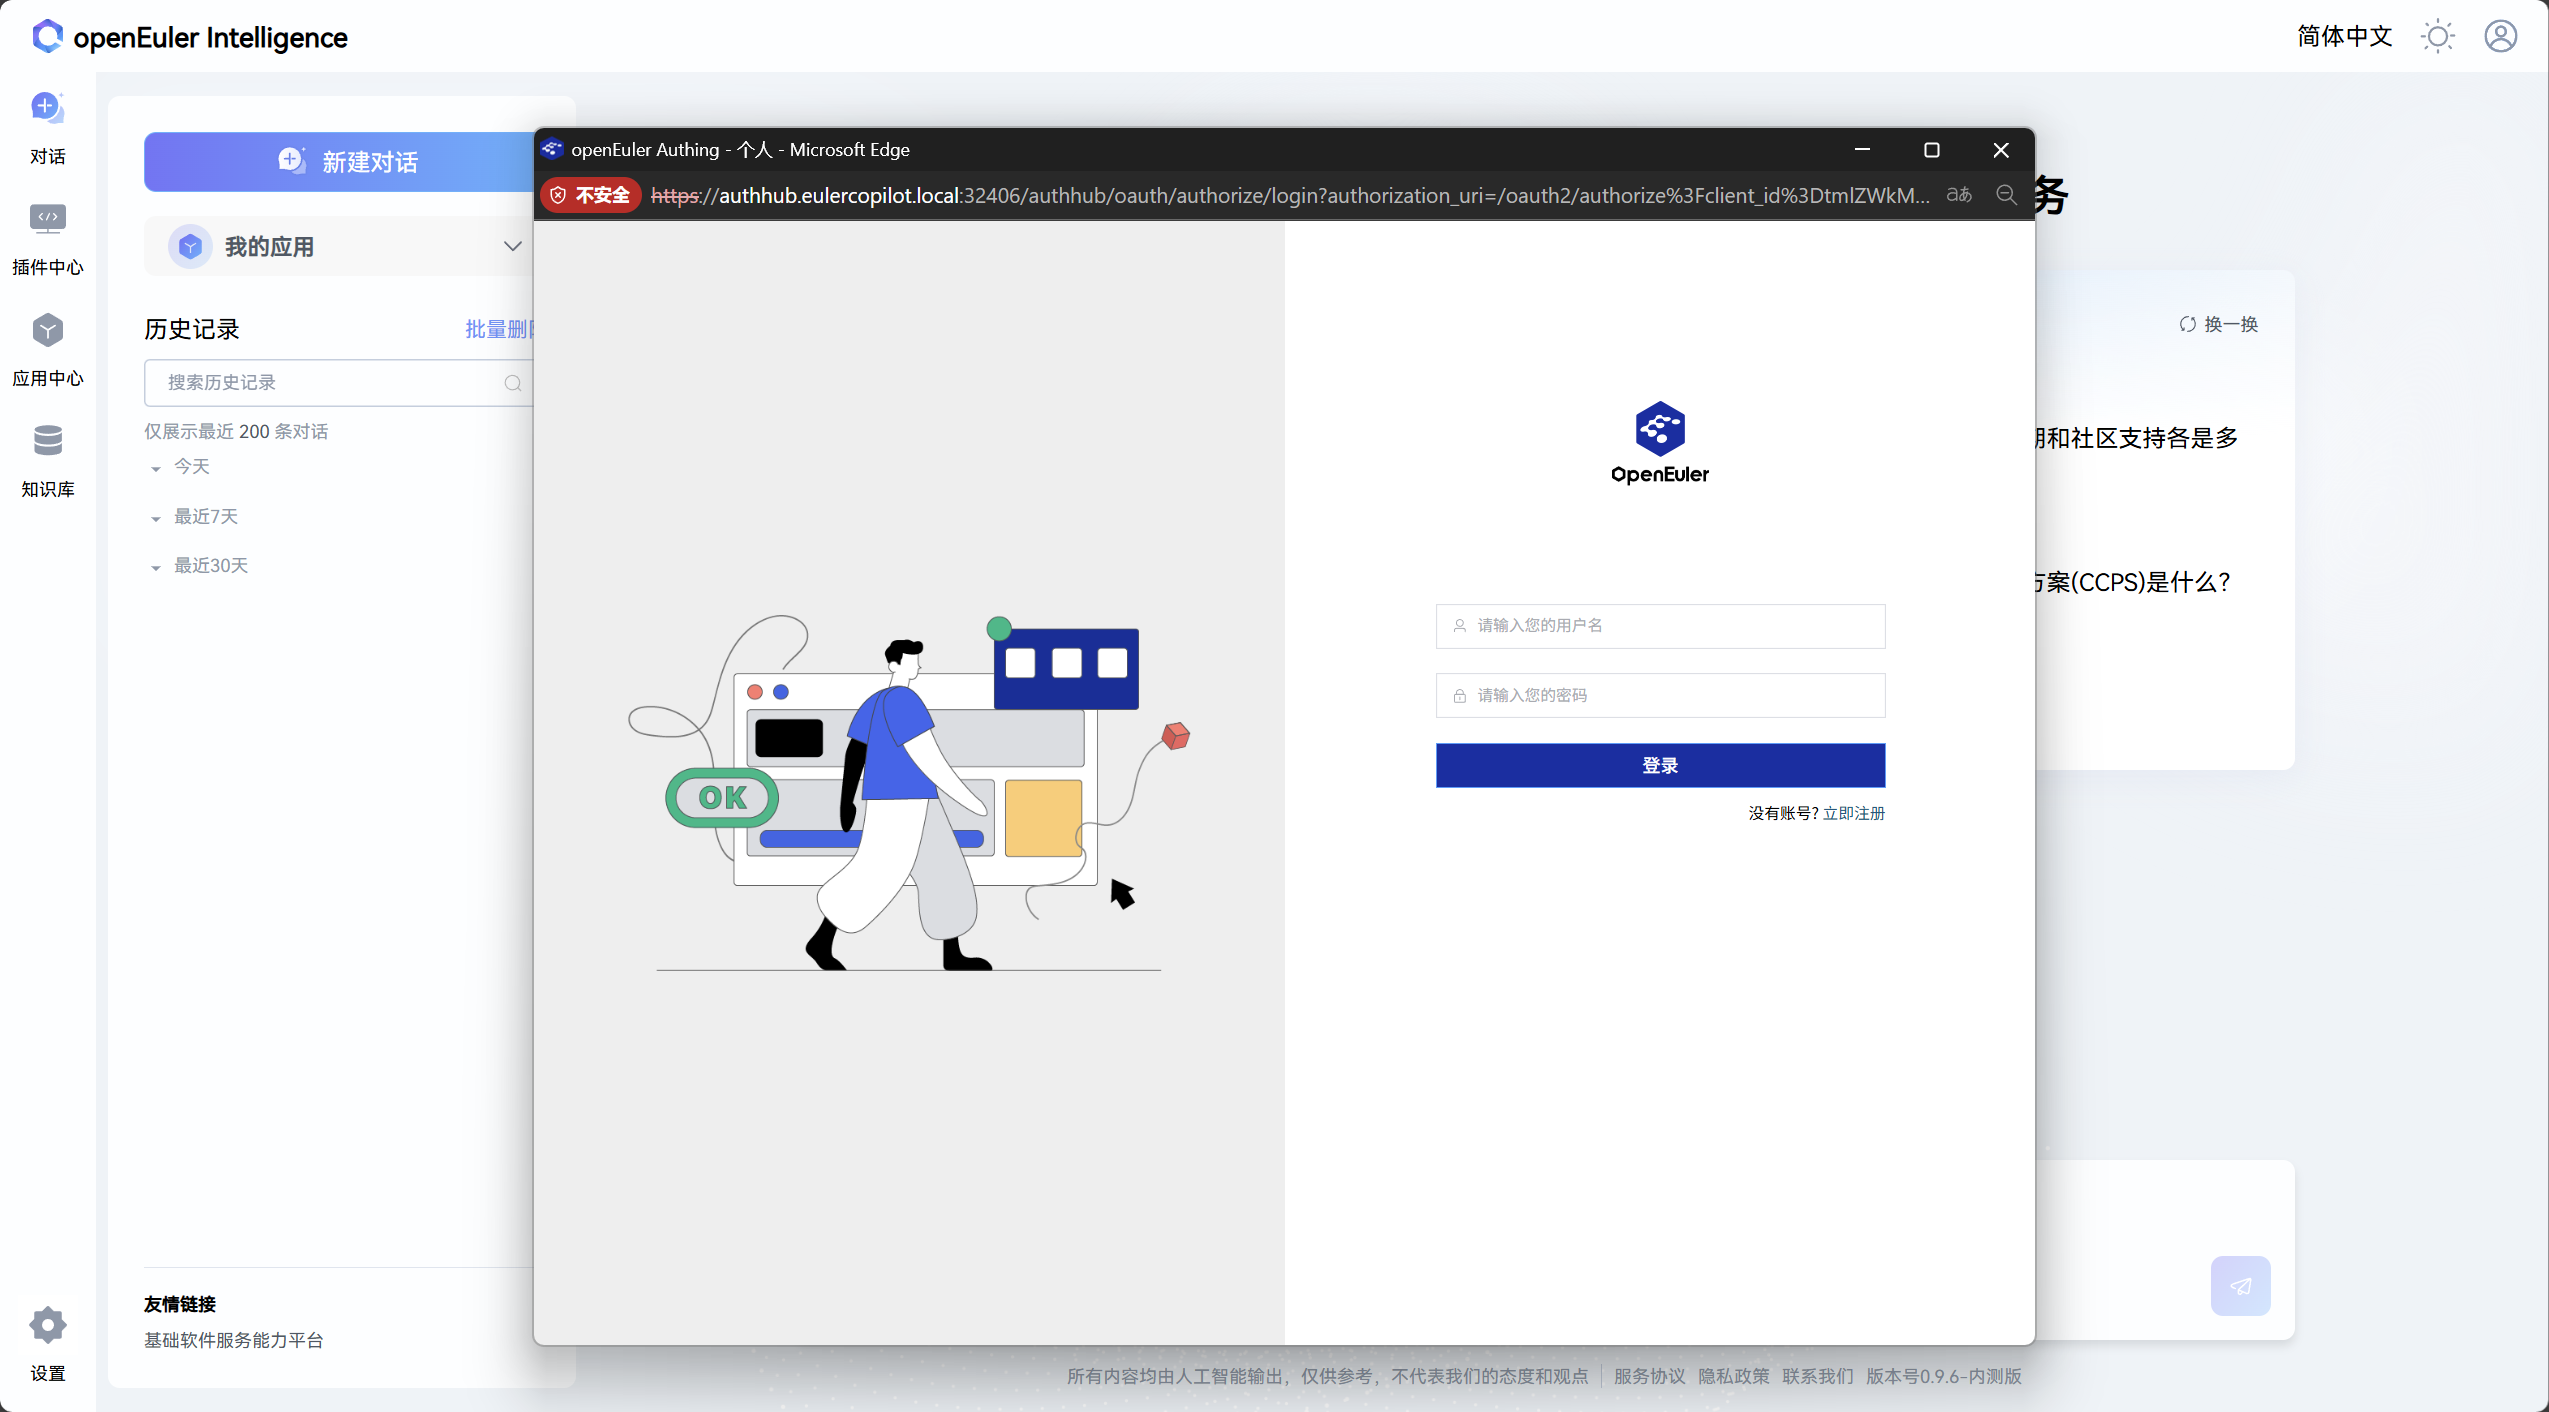 openEuler Intelligence
简体中文
对话
插件中心
应用中心
知识库
设置
新建对话
我的应用
历史记录
批量删
搜索历史记录
仅展示最近 200 条对话
今天
最近7天
最近30天
友情链接
基础软件服务能力平台
openEuler Authing - 个人 - Microsoft Edge
不安全 https://authhub.eulercopilot.local:32406/authhub/oauth/authorize/login?authorization_uri=/oauth2/authorize%3Fclient_id%3DtmlZWkM...
aあ
OK
OpenEuler
请输入您的用户名
请输入您的密码
登录
没有账号? 立即注册
务
换一换
和社区支持各是多
方案(CCPS)是什么?
所有内容均由人工智能输出，仅供参考，不代表我们的态度和观点 服务协议 隐私政策 联系我们 版本号0.9.6-内测版